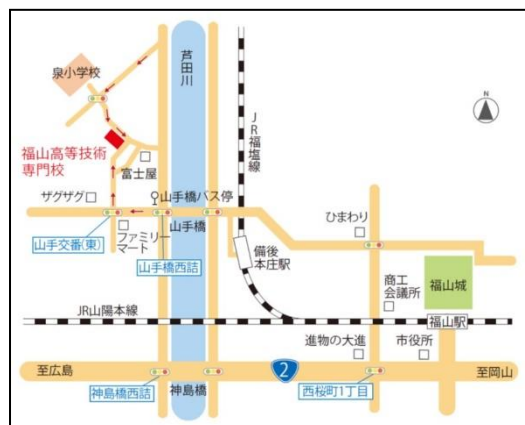 泉小学校
芦田川
JR福塩線
N
福山高等技術
専門校
富士屋
ザグザグ
山手橋バス停
ひまわり
山手橋
ファミリー
マート
山手交番(東)
山手橋西詰
備後
本庄駅
商工
会議所
福山城
JR山陽本線
福山駅
進物の大進
市役所
至広島
2
至岡山
神島橋西詰
神島橋
西桜町1丁目